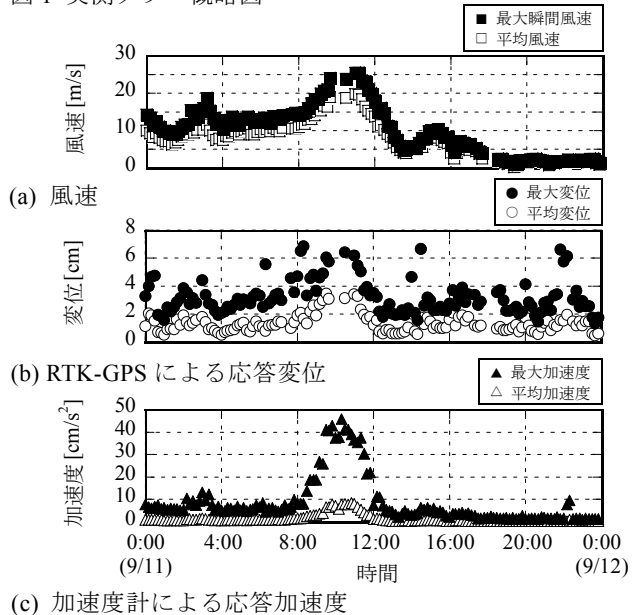 図1 実測タワー概略図
■ 最大瞬間風速
□ 平均風速
風速 [m/s]
30
20
10
0
(a) 風速
● 最大変位
○ 平均変位
変位 [cm]
8
6
4
2
0
(b) RTK-GPS による応答変位
▲ 最大加速度
△ 平均加速度
加速度 [cm/s²]
50
40
30
20
10
0
0:00 4:00 8:00 12:00 16:00 20:00 0:00
(9/11) 時間 (9/12)
(c) 加速度計による応答加速度